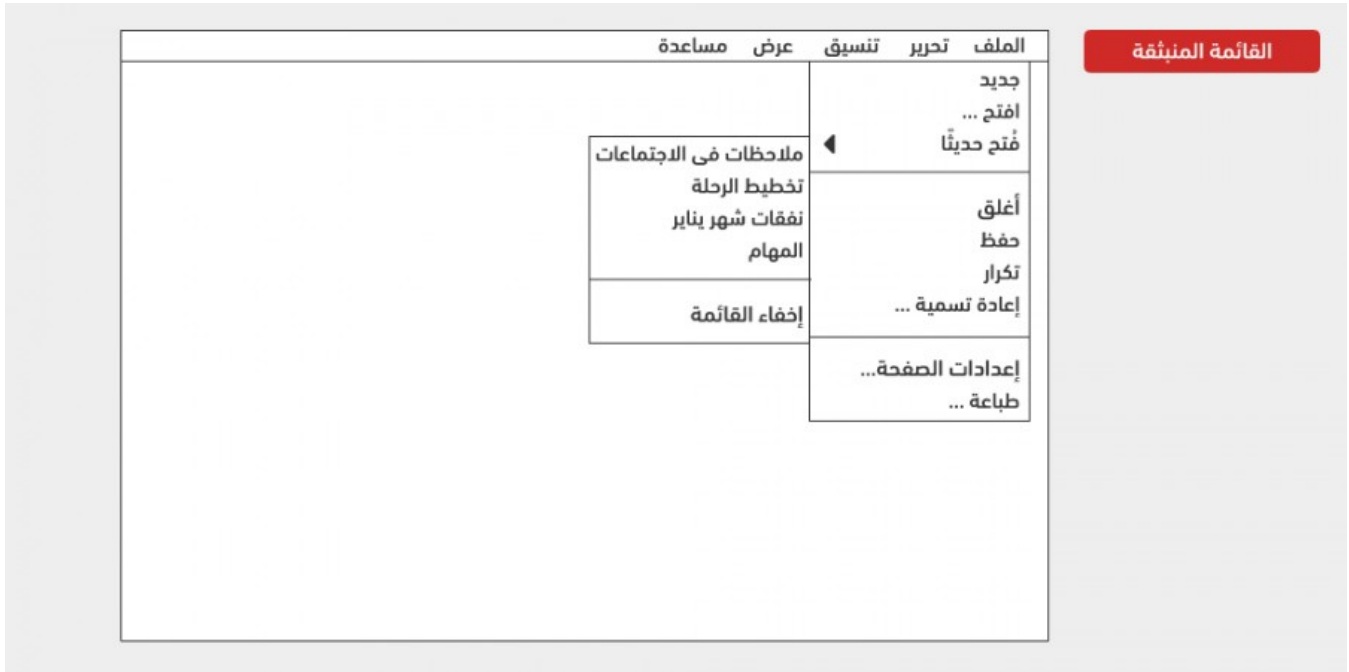 القائمة المنبثقة
الملف تحرير تنسيق عرض مساعدة
جديد
افتح ...
فُتح حديثًا
ملاحظات فى الاجتماعات
تخطيط الرحلة
نفقات شهر يناير
المهام
إخفاء القائمة
أغلق
حفظ
تكرار
إعادة تسمية ...
إعدادات الصفحة...
طباعة ...